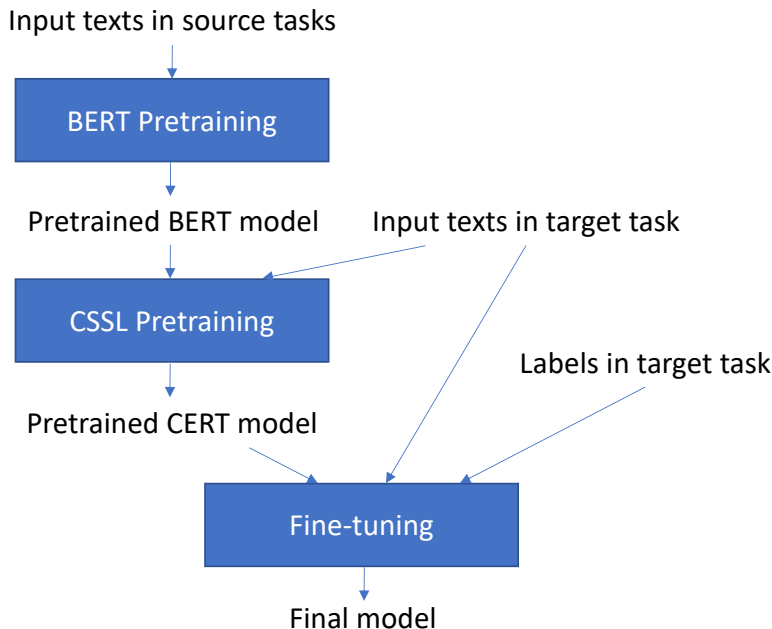 Input texts in source tasks
BERT Pretraining
Pretrained BERT model
Input texts in target task
CSSL Pretraining
Labels in target task
Pretrained CERT model
Fine-tuning
Final model